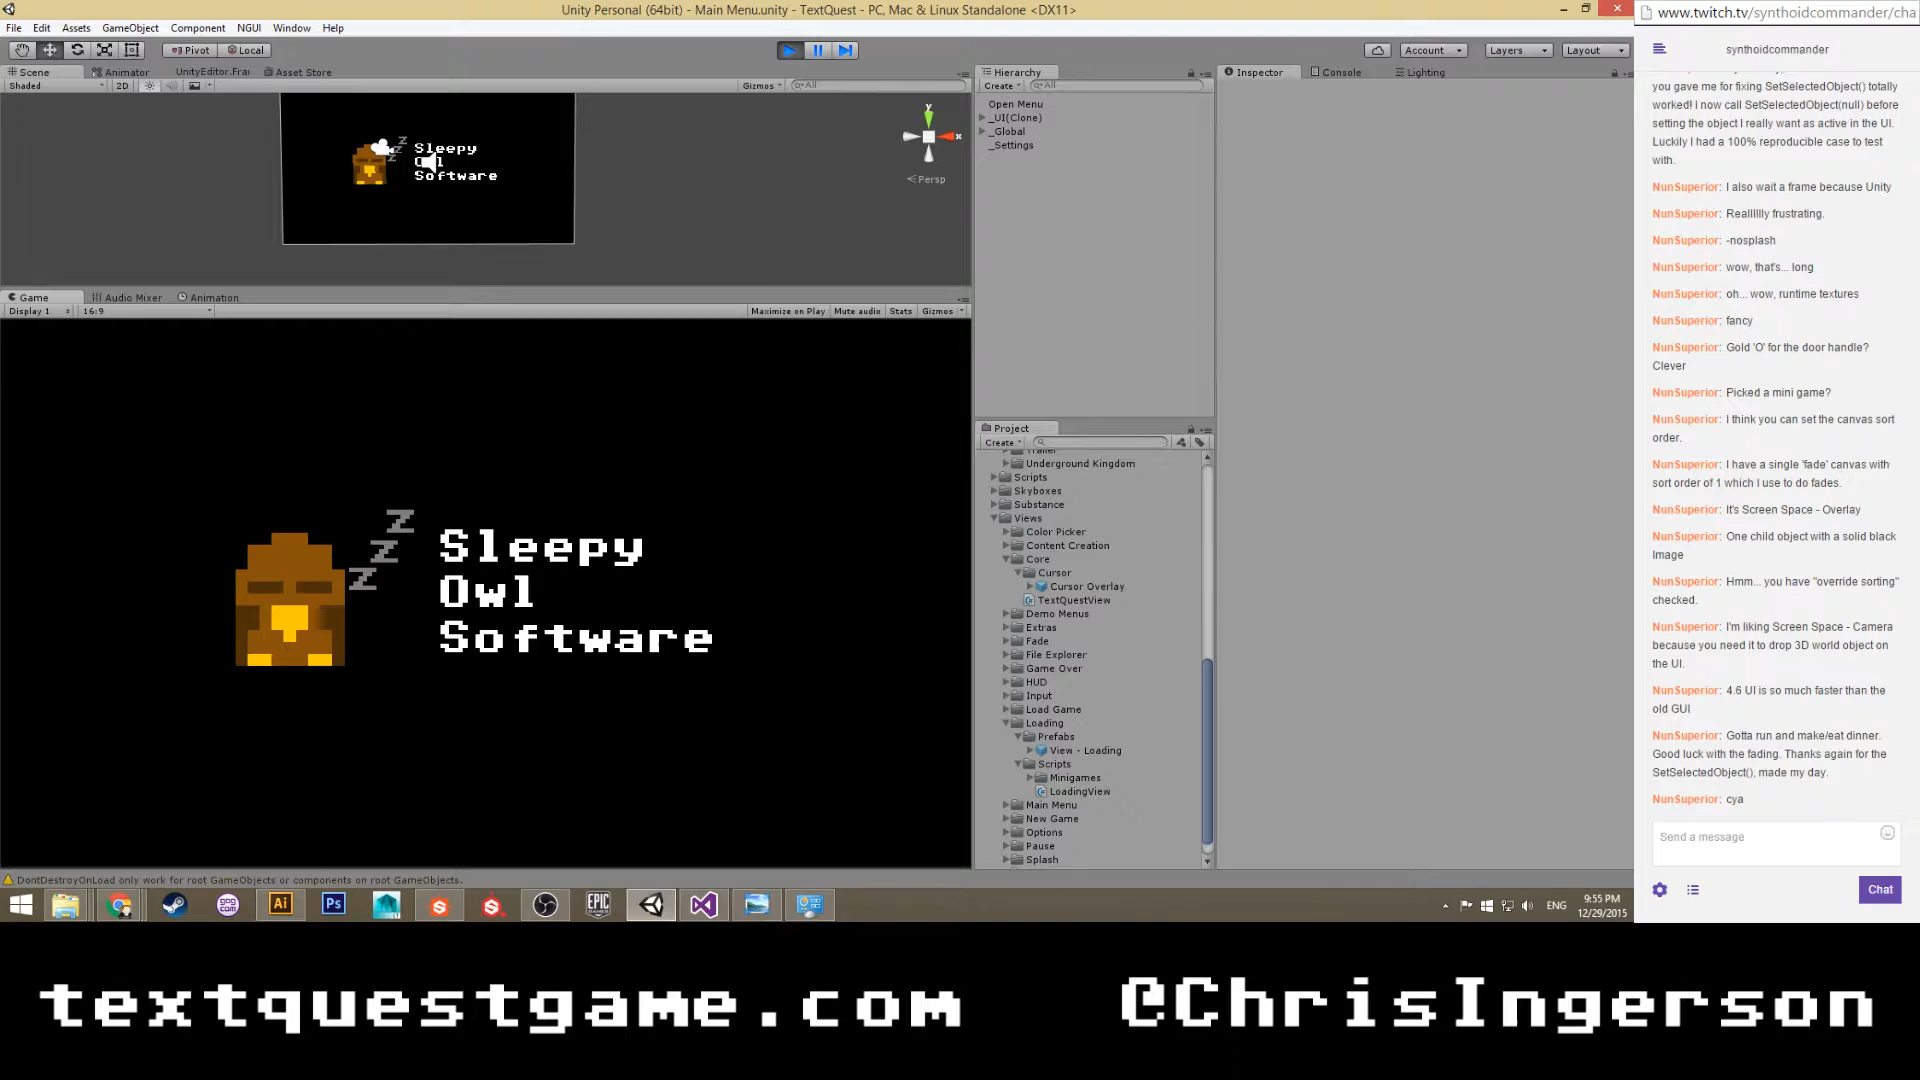 Unity Personal (64bit) - Main Menu.unity - TextQuest - PC, Mac & Linux Standalone <DX11>
www.twitch.tv/synthoidcommander/cha
File Edit Assets GameObject Component NGUI Window Help
Pivot Local
Account Layers Layout
Scene Animator UnityEditor.Fra Asset Store
Shaded 2D Gizmos All
y
x
Persp
Sleepy
Software
Game Audio Mixer Animation
Display 1 16:9 Maximize on Play Mute audio Stats Gizmos
Z
Z
Z
Sleepy
Owl
Software
DontDestroyOnLoad only work for root GameObjects or components on root GameObjects.
Hierarchy
Create All
Open Menu
_UI(Clone)
_Global
_Settings
Project
Create
Underground Kingdom
Scripts
Skyboxes
Substance
Views
Color Picker
Content Creation
Core
Cursor
Cursor Overlay
TextQuestView
Demo Menus
Extras
Fade
File Explorer
Game Over
HUD
Input
Load Game
Loading
Prefabs
View - Loading
Scripts
Minigames
LoadingView
Main Menu
New Game
Options
Pause
Splash
Inspector Console Lighting
synthoidcommander
you gave me for fixing SetSelectedObject() totally
worked! I now call SetSelectedObject(null) before
setting the object I really want as active in the UI.
Luckily I had a 100% reproducible case to test
with.
NunSuperior: I also wait a frame because Unity
NunSuperior: Realllllly frustrating.
NunSuperior: -nosplash
NunSuperior: wow, that's... long
NunSuperior: oh... wow, runtime textures
NunSuperior: fancy
NunSuperior: Gold 'O' for the door handle?
Clever
NunSuperior: Picked a mini game?
NunSuperior: I think you can set the canvas sort
order.
NunSuperior: I have a single 'fade' canvas with
sort order of 1 which I use to do fades.
NunSuperior: It's Screen Space - Overlay
NunSuperior: One child object with a solid black
Image
NunSuperior: Hmm... you have "override sorting"
checked.
NunSuperior: I'm liking Screen Space - Camera
because you need it to drop 3D world object on
the UI.
NunSuperior: 4.6 UI is so much faster than the
old GUI
NunSuperior: Gotta run and make/eat dinner.
Good luck with the fading. Thanks again for the
SetSelectedObject(), made my day.
NunSuperior: cya
Send a message
Chat
gog.com
Ai
Ps
EPIC GAMES
ENG
9:55 PM
12/29/2015
textquestgame.com @ChrisIngerson